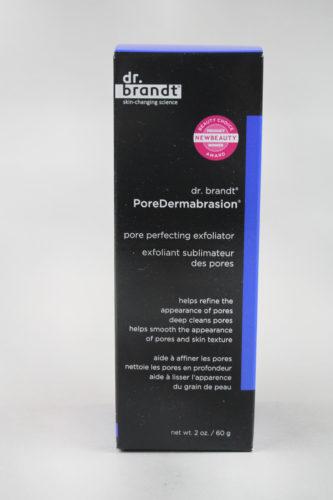 dr.
brandt®
skin-changing science
BEAUTY CHOICE
PRODUCT
NEWBEAUTY
WINNER
AWARD
dr. brandt®
PoreDermabrasion®
pore perfecting exfoliator
exfoliant sublimateur
des pores
helps refine the
appearance of pores
deep cleans pores
helps smooth the appearance
of pores and skin texture
aide à affiner les pores
nettoie les pores en profondeur
aide à lisser l'apparence
du grain de peau
net wt. 2 oz. / 60 g